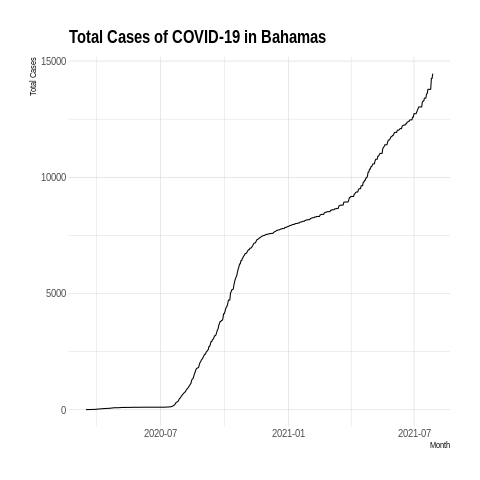 Total Cases of COVID-19 in Bahamas
Total Cases
15000
10000
5000
0
2020-07 2021-01 2021-07
Month